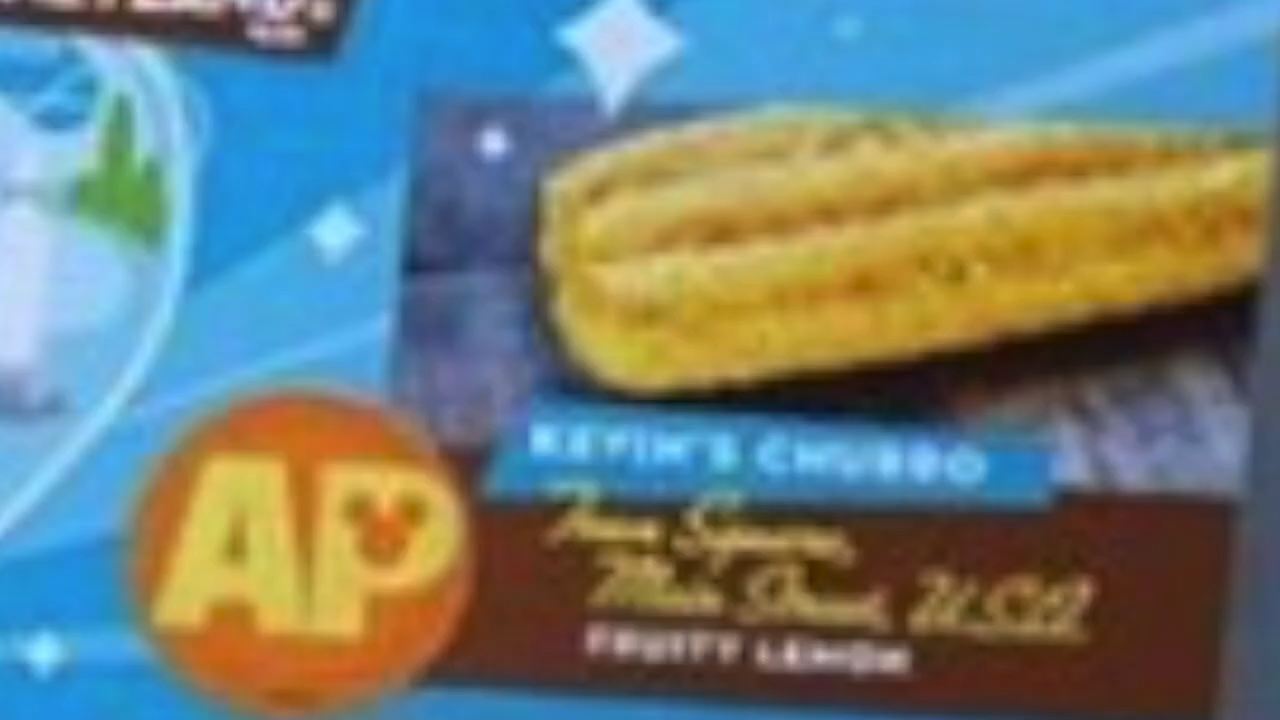 AP
KEVIN'S CHURRO
Town Square,
Main Street, U.S.A.
FRUITY LEMON